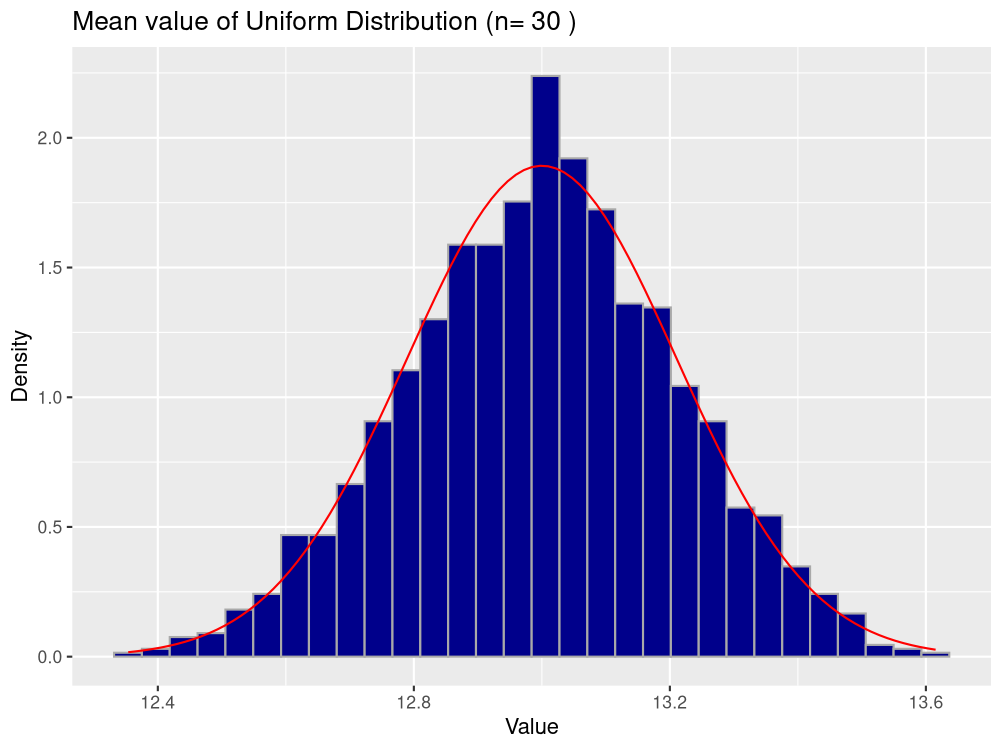 Mean value of Uniform Distribution (n= 30 )
Density
2.0
1.5
1.0
0.5
0.0
12.4 12.8 13.2 13.6
Value